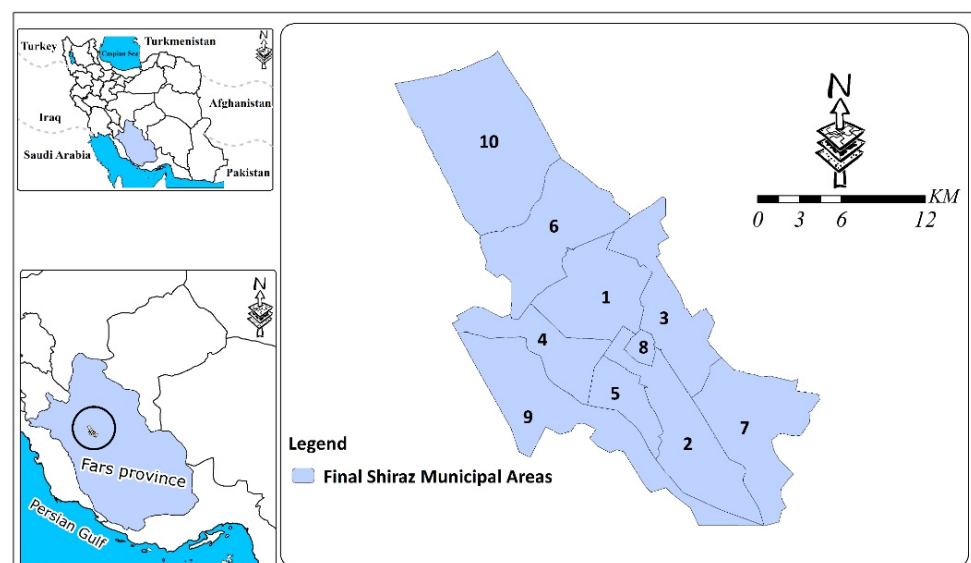 Turkey
Caspian Sea
Turkmenistan
N
Afghanistan
Iraq
Saudi Arabia
Pakistan
N
Fars province
Persian Gulf
N
KM
0 3 6 12
10
6
1
3
4
8
5
9
2
7
Legend
Final Shiraz Municipal Areas